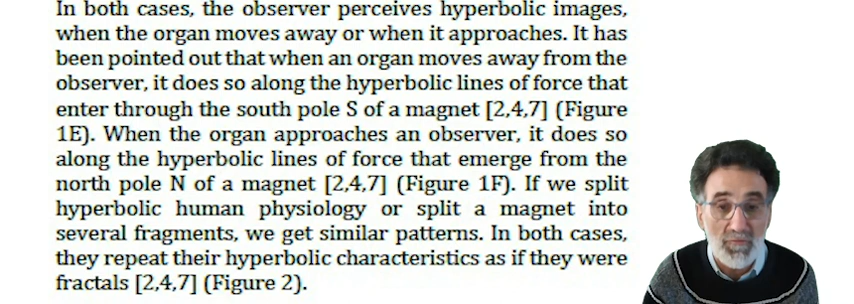 In both cases, the observer perceives hyperbolic images,
when the organ moves away or when it approaches. It has
been pointed out that when an organ moves away from the
observer, it does so along the hyperbolic lines of force that
enter through the south pole S of a magnet [2,4,7] (Figure
1E). When the organ approaches an observer, it does so
along the hyperbolic lines of force that emerge from the
north pole N of a magnet [2,4,7] (Figure 1F). If we split
hyperbolic human physiology or split a magnet into
several fragments, we get similar patterns. In both cases,
they repeat their hyperbolic characteristics as if they were
fractals [2,4,7] (Figure 2).